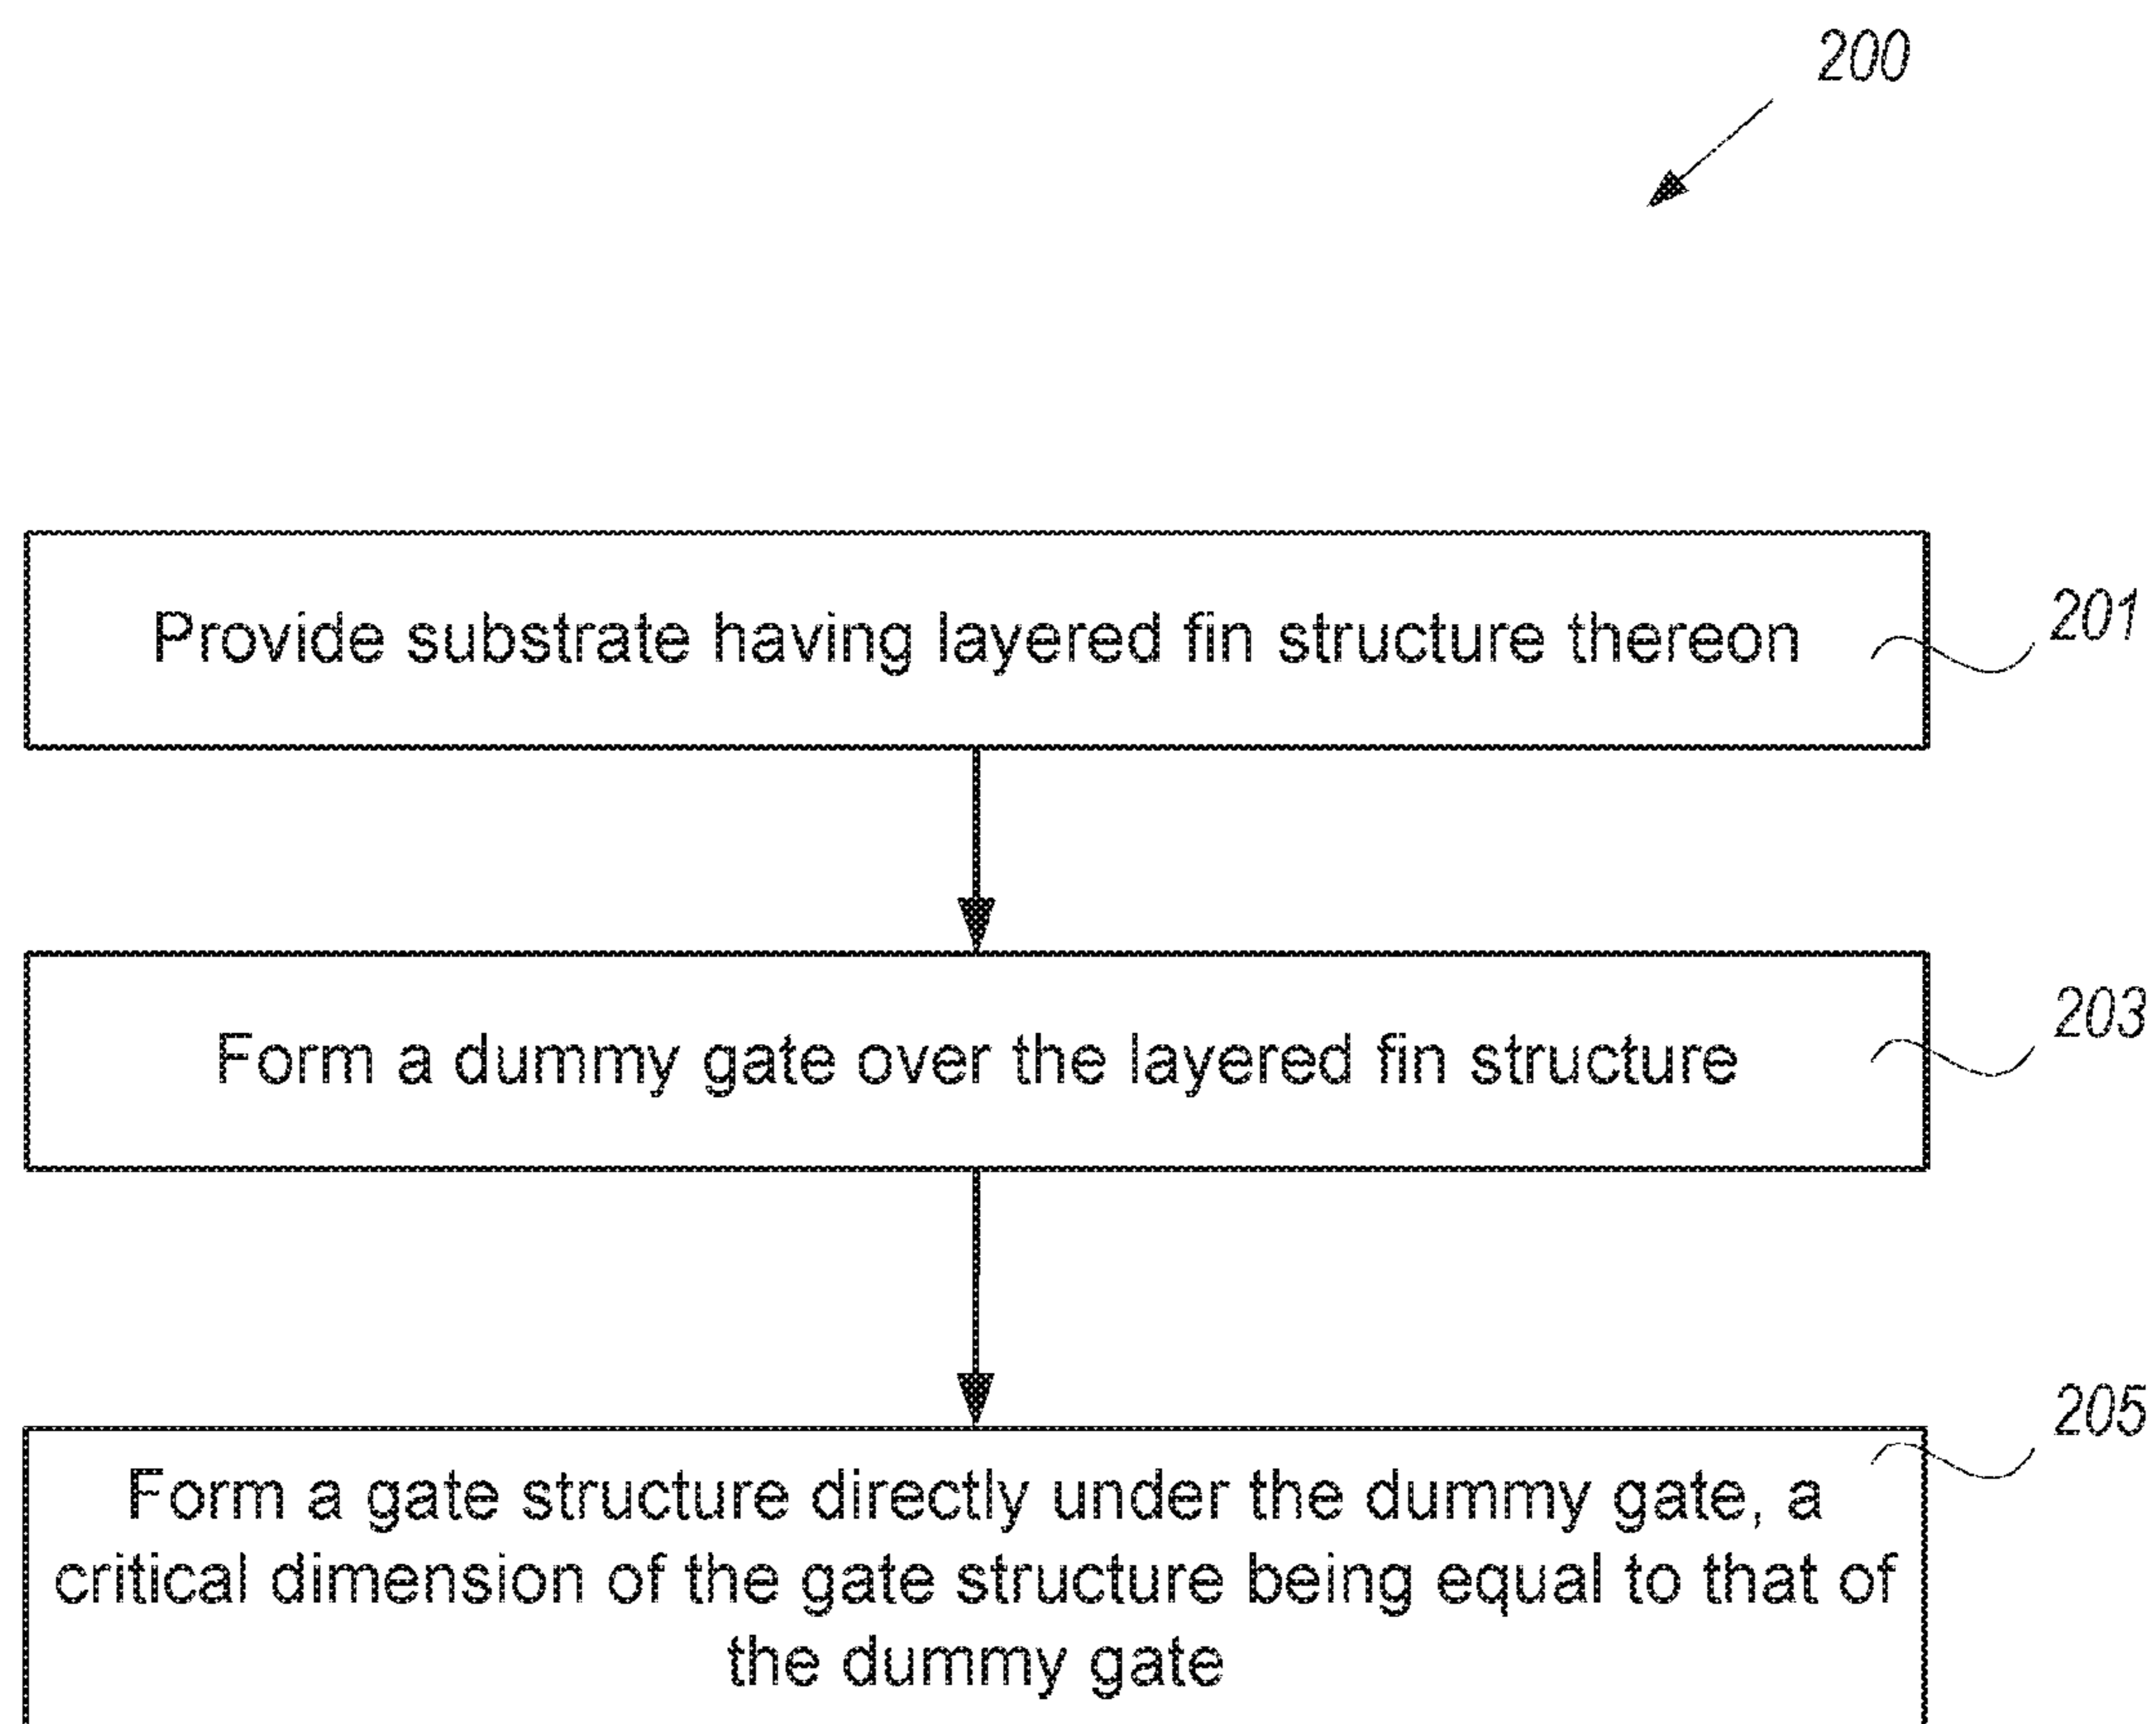 200
Provide substrate having layered fin structure thereon
201
Form a dummy gate over the layered fin structure
203
205
Form a gate structure directly under the dummy gate, a
critical dimension of the gate structure being equal to that of
the dummy gate